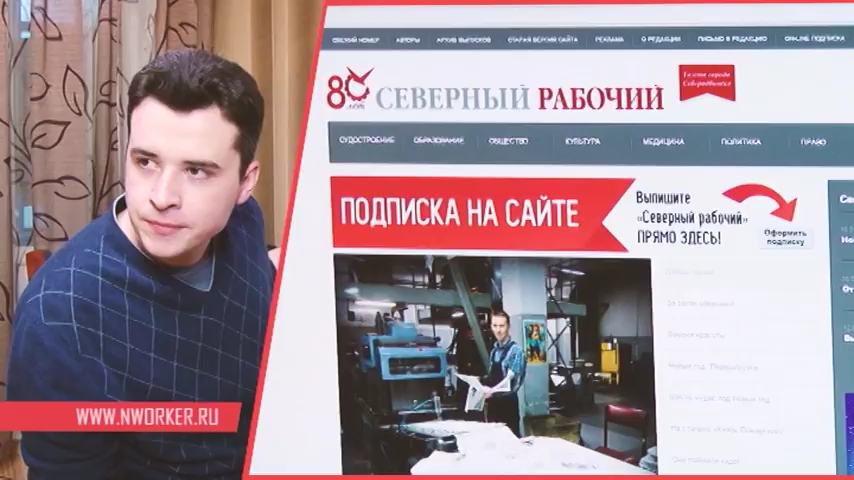 СВЕЖИЙ НОМЕР АВТОРЫ АРХИВ ВЫПУСКОВ СТАРАЯ ВЕРСИЯ САЙТА РЕКЛАМА О РЕДАКЦИИ ПИСЬМО В РЕДАКЦИЮ ONLINE ПОДПИСКА
80 ЛЕТ
СЕВЕРНЫЙ РАБОЧИЙ
Газета города
Северодвинска
СУДОСТРОЕНИЕ ОБРАЗОВАНИЕ ОБЩЕСТВО КУЛЬТУРА МЕДИЦИНА ПОЛИТИКА ПРАВО
ПОДПИСКА НА САЙТЕ
Выпишите
«Северный рабочий»
ПРЯМО ЗДЕСЬ!
Оформить
подписку
WWW.NWORKER.RU